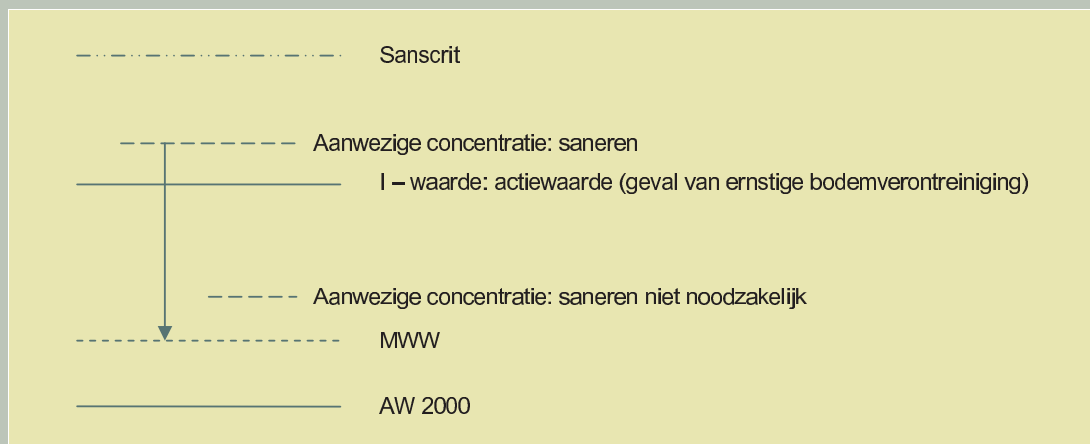 Sanscrit
Aanwezige concentratie: saneren
I – waarde: actiewaarde (geval van ernstige bodemverontreiniging)
Aanwezige concentratie: saneren niet noodzakelijk
MWW
AW 2000